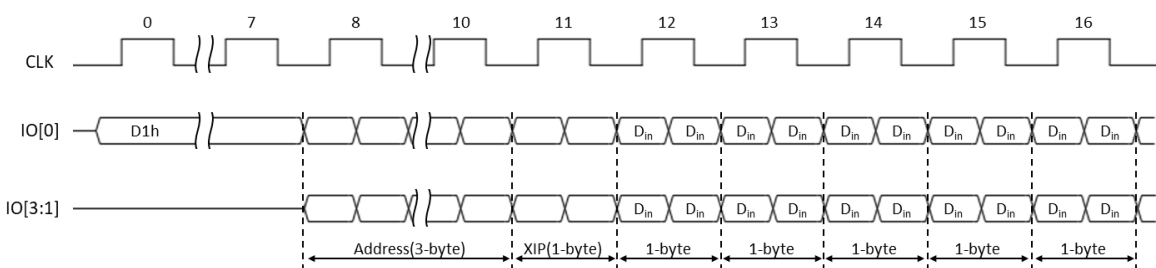 0 7 8 10 11 12 13 14 15 16
CLK
IO[0] D1h Din Din Din Din Din Din Din Din Din Din
IO[3:1] Din Din Din Din Din Din Din Din Din Din
Address(3-byte) XIP(1-byte) 1-byte 1-byte 1-byte 1-byte 1-byte